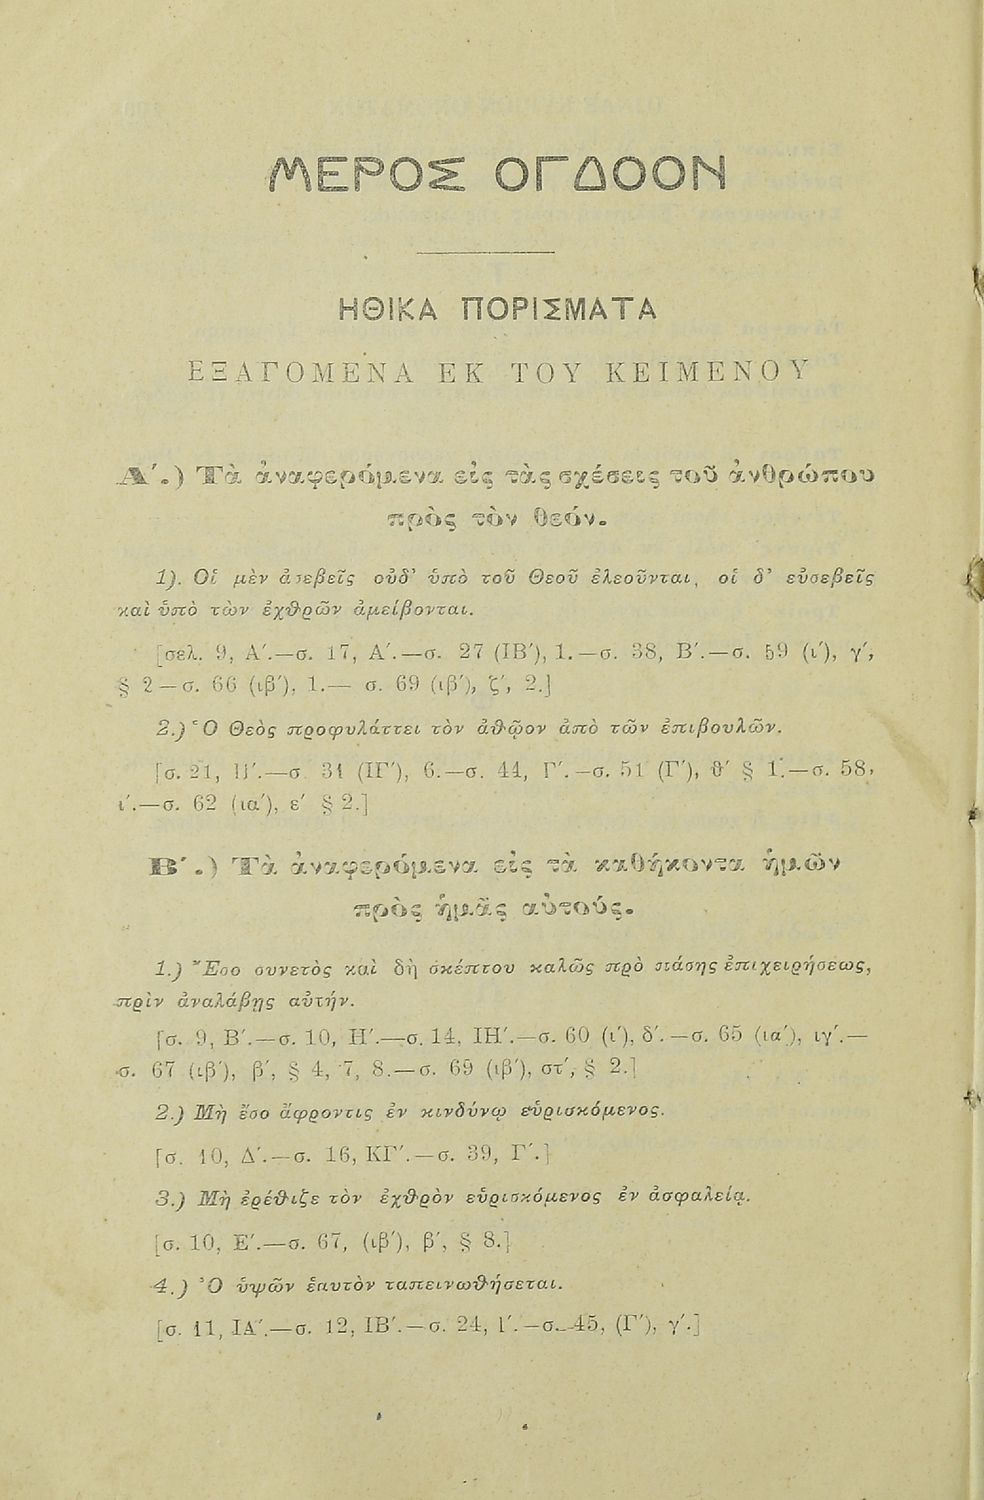 ΜΕΡΟΣ ΟΓΔΟΟΝ
ΗΘΙΚΑ ΠΟΡΙΣΜΑΤΑ
ΕΞΑΓΟΜΕΝΑ ΕΚ ΤΟΥ ΚΕΙΜΕΝΟΥ
Α΄.) Τὰ ἀναφερόμενα εἰς τὰς σχέσεις τοῦ ἀνθρώπου
πρὸς τὸν θεόν.
1). Οἱ μὲν ἀσεβεῖς οὐδ' ὑπὸ τοῦ Θεοῦ ἐλεοῦνται, οἱ δ' εὐσεβεῖς
καὶ ὑπὸ τῶν ἐχθρῶν ἀμείβονται.
[σελ. 9, Α΄.—σ. 17, Α΄.—σ. 27 (ΙΒ΄), 1.—σ. 38, Β΄.—σ. 59 (ι΄), γ΄,
§ 2—σ. 66 (ιβ΄), 1.— σ. 69 (ιβ΄), ζ΄, 2.]
2.) Ὁ Θεὸς προφυλάττει τὸν ἀθῷον ἀπὸ τῶν ἐπιβουλῶν.
[σ. 21, Η΄.—σ. 31 (ΙΓ΄), 6.—σ. 44, Γ΄.—σ. 51 (Γ΄), θ΄ § 1.—σ. 58,
ι΄.—σ. 62 (ια΄), ε΄ § 2.]
Β΄.) Τὰ ἀναφερόμενα εἰς τὰ καθήκοντα ἡμῶν
πρὸς ἡμᾶς αὐτούς.
1.) Ἔσο συνετὸς καὶ δὴ σκέπτου καλῶς πρὸ πάσης ἐπιχειρήσεως,
πρὶν ἀναλάβῃς αὐτήν.
[σ. 9, Β΄.—σ. 10, Η΄.—σ. 14, ΙΗ΄.—σ. 60 (ι΄), δ΄.—σ. 65 (ια΄), ιγ΄.—
σ. 67 (ιβ΄), β΄, § 4, 7, 8.—σ. 69 (ιβ΄), στ΄, § 2.]
2.) Μὴ ἔσο ἄφροντις ἐν κινδύνῳ εὑρισκόμενος.
[σ. 10, Δ΄.—σ. 16, ΚΓ΄.—σ. 39, Γ΄.]
3.) Μὴ ἐρέθιζε τὸν ἐχθρὸν εὑρισκόμενος ἐν ἀσφαλείᾳ.
[σ. 10, Ε΄.—σ. 67, (ιβ΄), β΄, § 8.]
4.) Ὁ ὑψῶν ἑαυτὸν ταπεινωθήσεται.
[σ. 11, ΙΑ΄.—σ. 12, ΙΒ΄.—σ. 24, Ι΄.—σ. 45, (Γ΄), γ΄.]